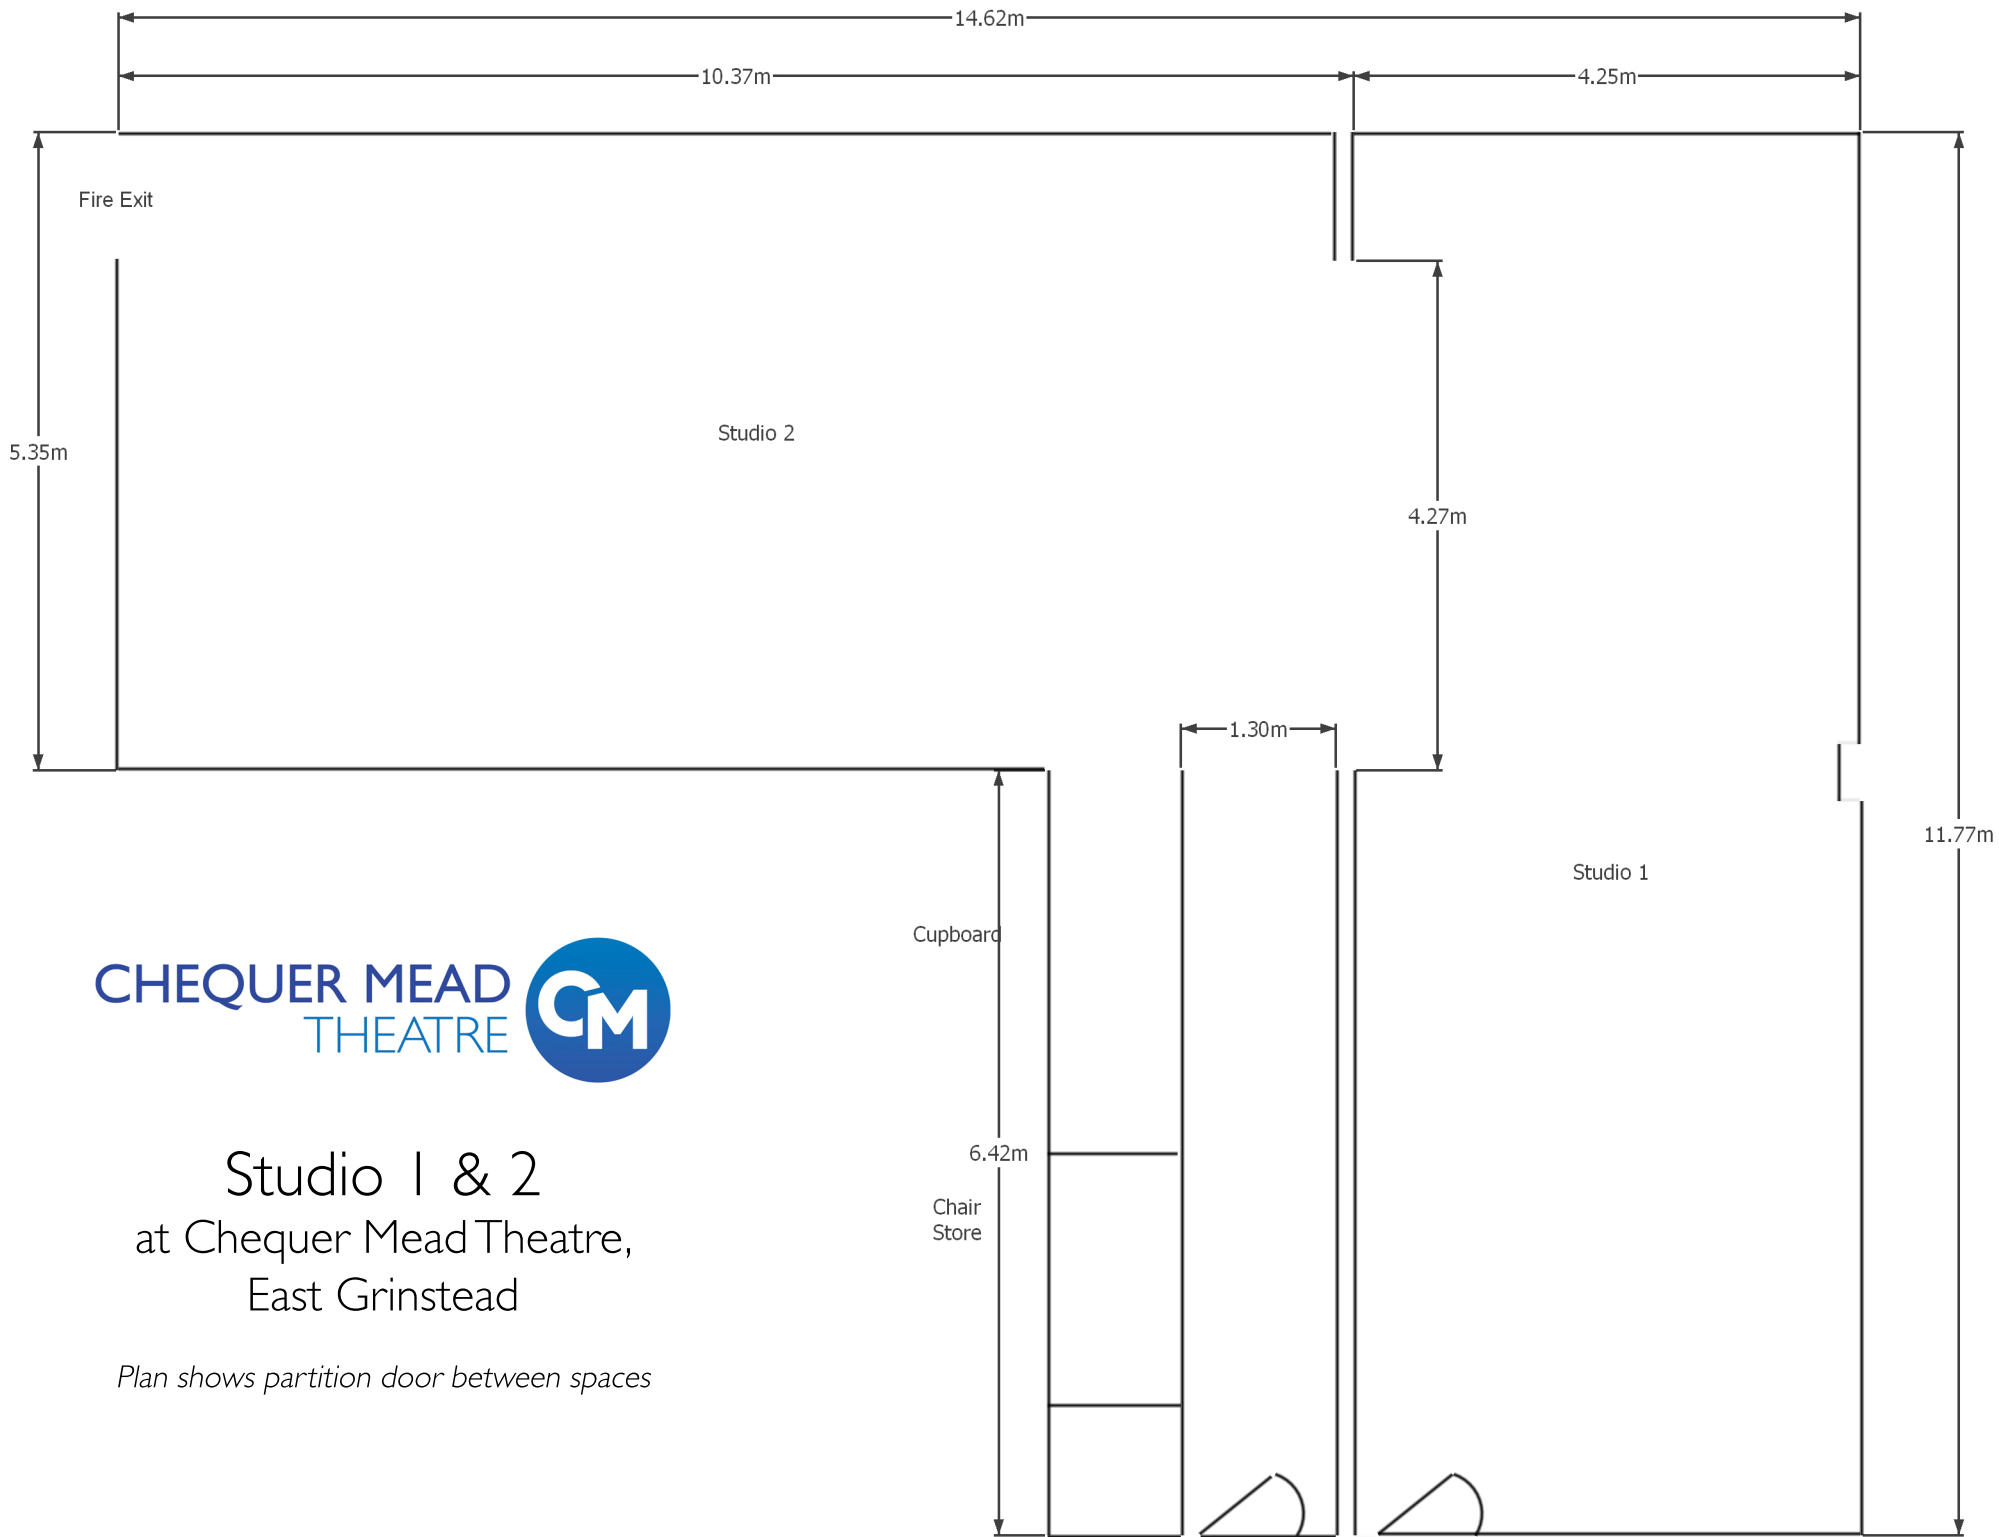 14.62m
10.37m
4.25m
Fire Exit
Studio 2
5.35m
4.27m
1.30m
11.77m
Studio 1
Cupboard
CHEQUER MEAD
THEATRE
CM
6.42m
Chair
Store
Studio 1 & 2
at Chequer Mead Theatre,
East Grinstead
Plan shows partition door between spaces